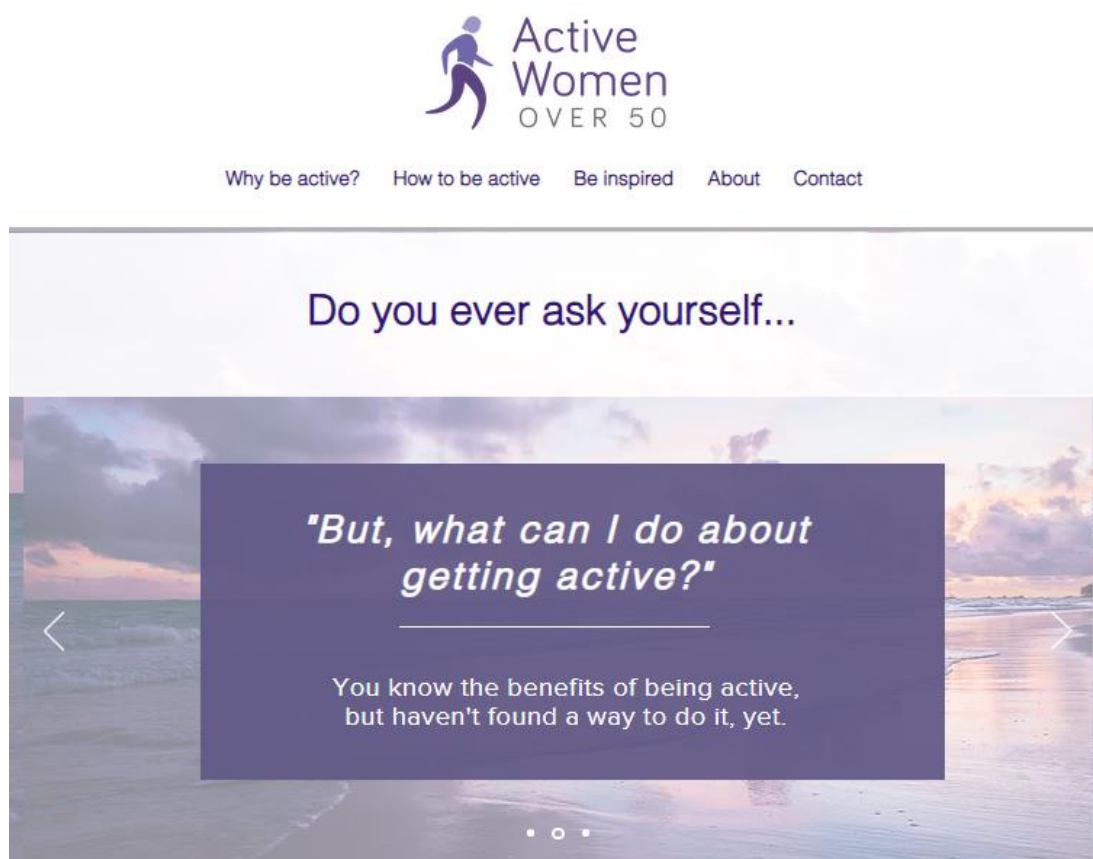 Active
Women
OVER 50
Why be active? How to be active Be inspired About Contact
Do you ever ask yourself...
"But, what can I do about
getting active?"
You know the benefits of being active,
but haven't found a way to do it, yet.